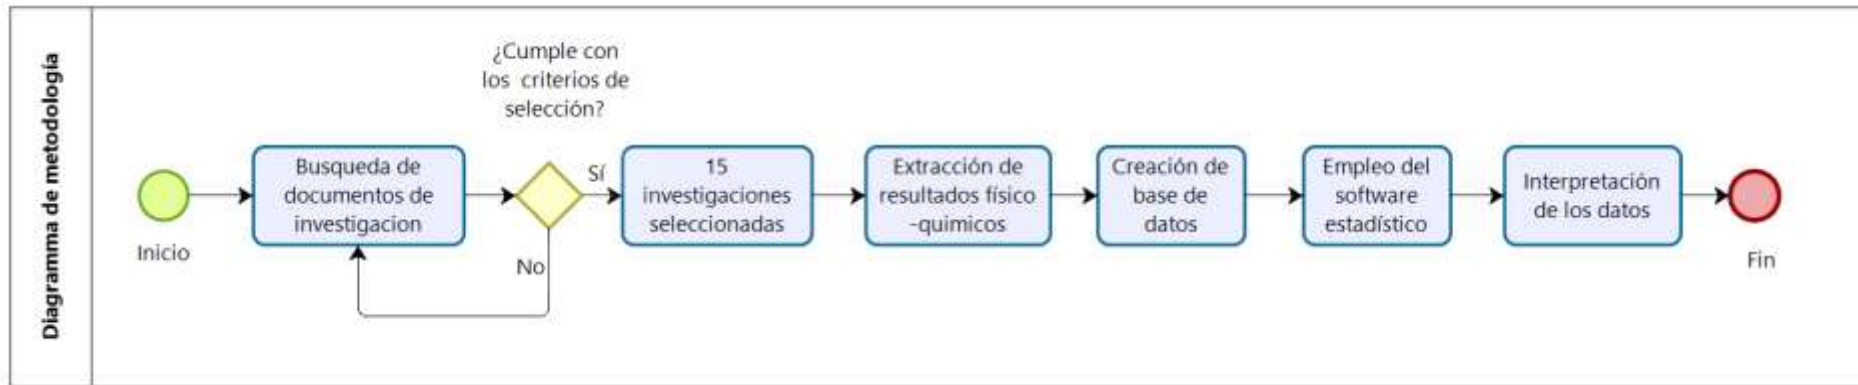 Diagrama de metodología
Inicio
Busqueda de
documentos de
investigacion
¿Cumple con
los criterios de
selección?
Sí
No
15
investigaciones
seleccionadas
Extracción de
resultados físico
-quimicos
Creación de
base de
datos
Empleo del
software
estadístico
Interpretación
de los datos
Fin